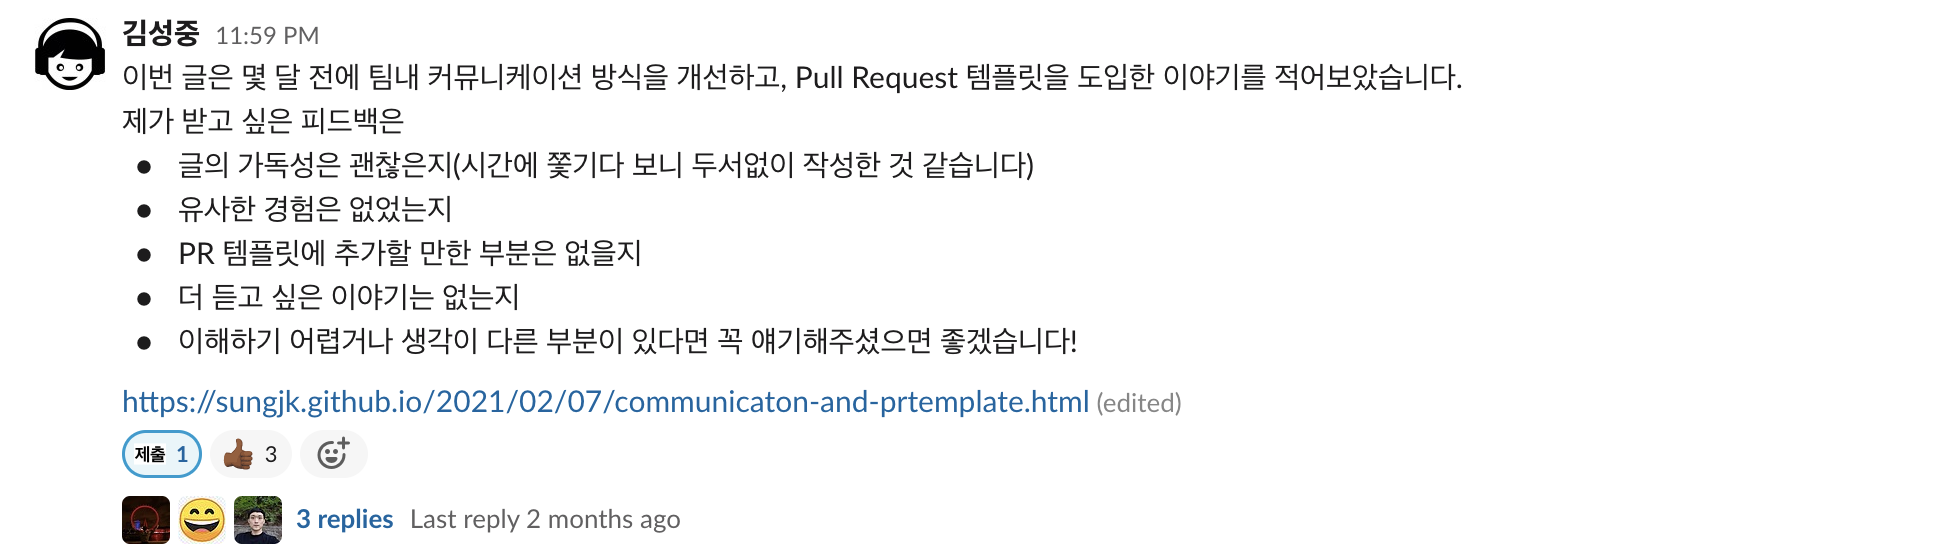 김성중 11:59 PM
이번 글은 몇 달 전에 팀내 커뮤니케이션 방식을 개선하고, Pull Request 템플릿을 도입한 이야기를 적어보았습니다.
제가 받고 싶은 피드백은
● 글의 가독성은 괜찮은지(시간에 쫓기다 보니 두서없이 작성한 것 같습니다)
● 유사한 경험은 없었는지
● PR 템플릿에 추가할 만한 부분은 없을지
● 더 듣고 싶은 이야기는 없는지
● 이해하기 어렵거나 생각이 다른 부분이 있다면 꼭 얘기해주셨으면 좋겠습니다!
https://sungjk.github.io/2021/02/07/communicaton-and-prtemplate.html (edited)
제출 1 3
3 replies Last reply 2 months ago